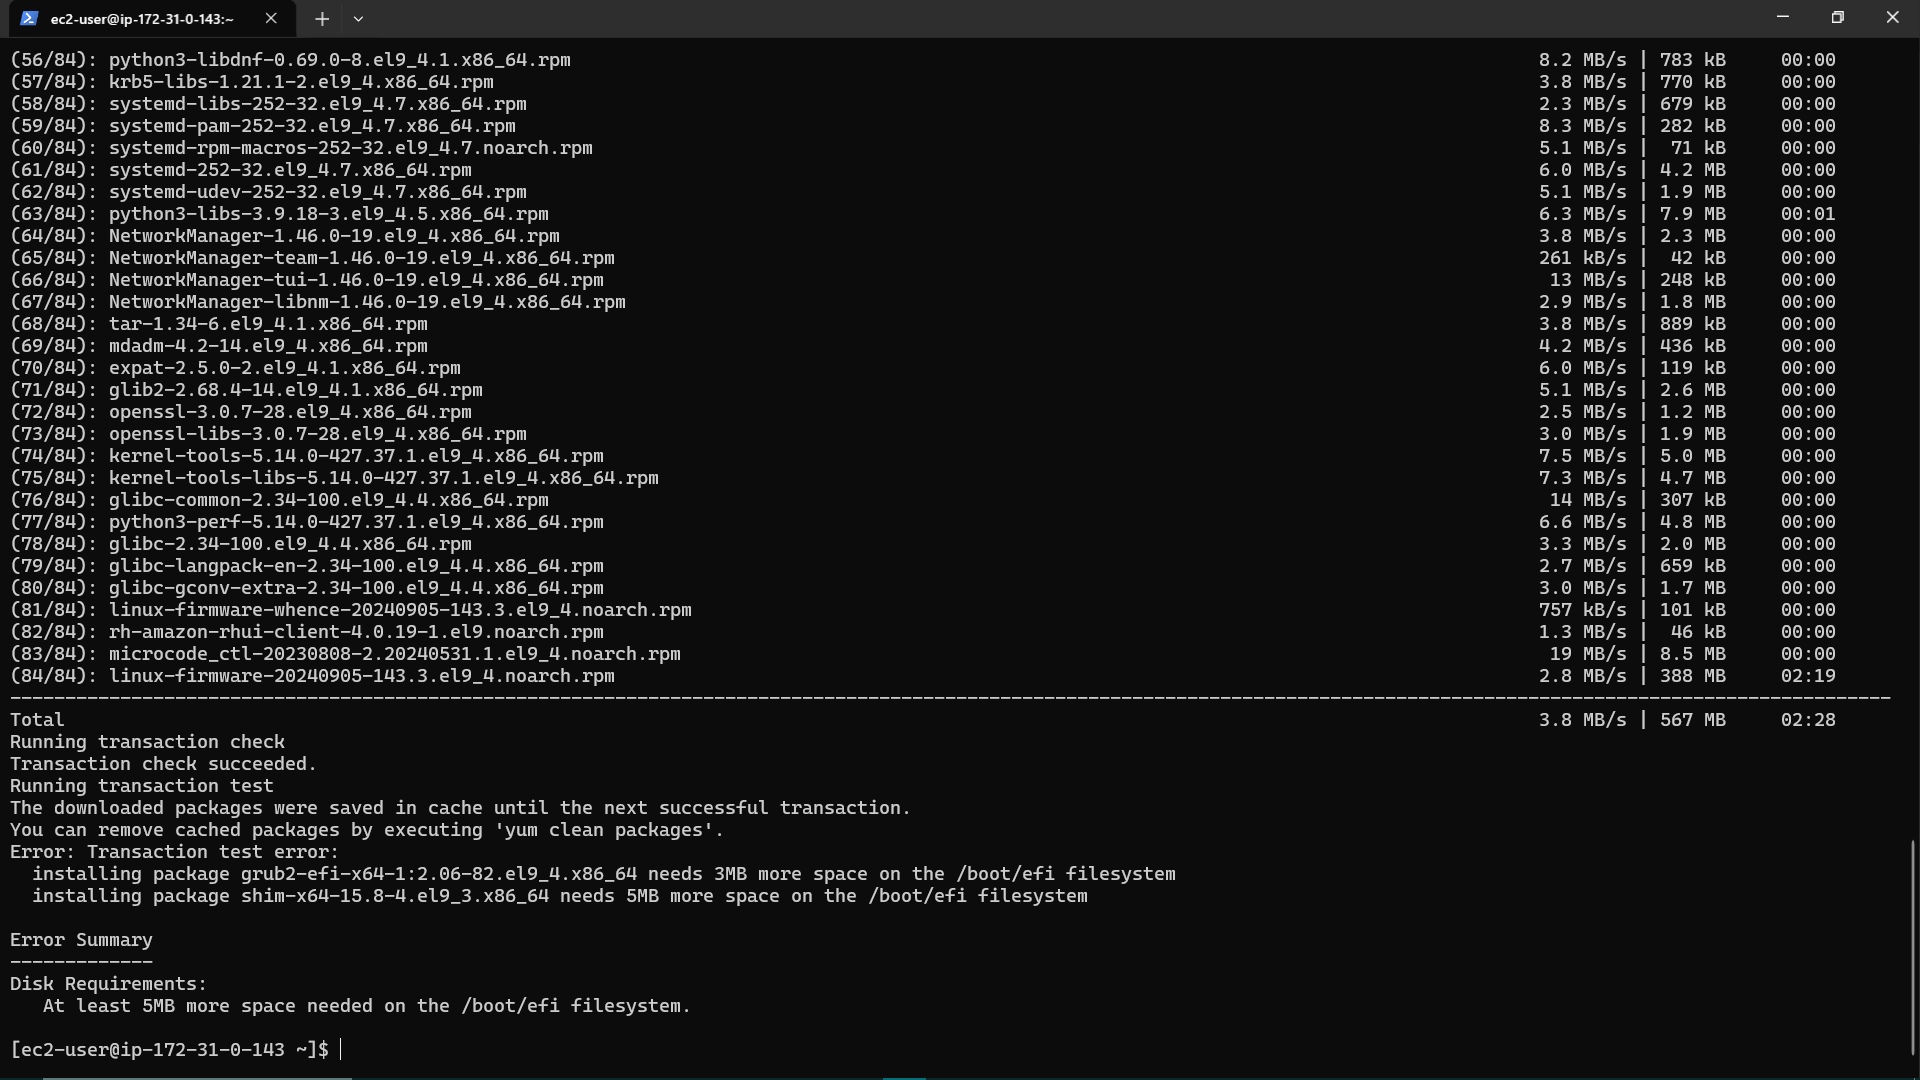 ec2-user@ip-172-31-0-143:~
(56/84): python3-libdnf-0.69.0-8.el9_4.1.x86_64.rpm 8.2 MB/s | 783 kB 00:00
(57/84): krb5-libs-1.21.1-2.el9_4.x86_64.rpm 3.8 MB/s | 770 kB 00:00
(58/84): systemd-libs-252-32.el9_4.7.x86_64.rpm 2.3 MB/s | 679 kB 00:00
(59/84): systemd-pam-252-32.el9_4.7.x86_64.rpm 8.3 MB/s | 282 kB 00:00
(60/84): systemd-rpm-macros-252-32.el9_4.7.noarch.rpm 5.1 MB/s | 71 kB 00:00
(61/84): systemd-252-32.el9_4.7.x86_64.rpm 6.0 MB/s | 4.2 MB 00:00
(62/84): systemd-udev-252-32.el9_4.7.x86_64.rpm 5.1 MB/s | 1.9 MB 00:00
(63/84): python3-libs-3.9.18-3.el9_4.5.x86_64.rpm 6.3 MB/s | 7.9 MB 00:01
(64/84): NetworkManager-1.46.0-19.el9_4.x86_64.rpm 3.8 MB/s | 2.3 MB 00:00
(65/84): NetworkManager-team-1.46.0-19.el9_4.x86_64.rpm 261 kB/s | 42 kB 00:00
(66/84): NetworkManager-tui-1.46.0-19.el9_4.x86_64.rpm 13 MB/s | 248 kB 00:00
(67/84): NetworkManager-libnm-1.46.0-19.el9_4.x86_64.rpm 2.9 MB/s | 1.8 MB 00:00
(68/84): tar-1.34-6.el9_4.1.x86_64.rpm 3.8 MB/s | 889 kB 00:00
(69/84): mdadm-4.2-14.el9_4.x86_64.rpm 4.2 MB/s | 436 kB 00:00
(70/84): expat-2.5.0-2.el9_4.1.x86_64.rpm 6.0 MB/s | 119 kB 00:00
(71/84): glib2-2.68.4-14.el9_4.1.x86_64.rpm 5.1 MB/s | 2.6 MB 00:00
(72/84): openssl-3.0.7-28.el9_4.x86_64.rpm 2.5 MB/s | 1.2 MB 00:00
(73/84): openssl-libs-3.0.7-28.el9_4.x86_64.rpm 3.0 MB/s | 1.9 MB 00:00
(74/84): kernel-tools-5.14.0-427.37.1.el9_4.x86_64.rpm 7.5 MB/s | 5.0 MB 00:00
(75/84): kernel-tools-libs-5.14.0-427.37.1.el9_4.x86_64.rpm 7.3 MB/s | 4.7 MB 00:00
(76/84): glibc-common-2.34-100.el9_4.4.x86_64.rpm 14 MB/s | 307 kB 00:00
(77/84): python3-perf-5.14.0-427.37.1.el9_4.x86_64.rpm 6.6 MB/s | 4.8 MB 00:00
(78/84): glibc-2.34-100.el9_4.4.x86_64.rpm 3.3 MB/s | 2.0 MB 00:00
(79/84): glibc-langpack-en-2.34-100.el9_4.4.x86_64.rpm 2.7 MB/s | 659 kB 00:00
(80/84): glibc-gconv-extra-2.34-100.el9_4.4.x86_64.rpm 3.0 MB/s | 1.7 MB 00:00
(81/84): linux-firmware-whence-20240905-143.3.el9_4.noarch.rpm 757 kB/s | 101 kB 00:00
(82/84): rh-amazon-rhui-client-4.0.19-1.el9.noarch.rpm 1.3 MB/s | 46 kB 00:00
(83/84): microcode_ctl-20230808-2.20240531.1.el9_4.noarch.rpm 19 MB/s | 8.5 MB 00:00
(84/84): linux-firmware-20240905-143.3.el9_4.noarch.rpm 2.8 MB/s | 388 MB 02:19
--------------------------------------------------------------------------------
Total 3.8 MB/s | 567 MB 02:28
Running transaction check
Transaction check succeeded.
Running transaction test
The downloaded packages were saved in cache until the next successful transaction.
You can remove cached packages by executing 'yum clean packages'.
Error: Transaction test error:
  installing package grub2-efi-x64-1:2.06-82.el9_4.x86_64 needs 3MB more space on the /boot/efi filesystem
  installing package shim-x64-15.8-4.el9_3.x86_64 needs 5MB more space on the /boot/efi filesystem
Error Summary
-------------
Disk Requirements:
   At least 5MB more space needed on the /boot/efi filesystem.
[ec2-user@ip-172-31-0-143 ~]$